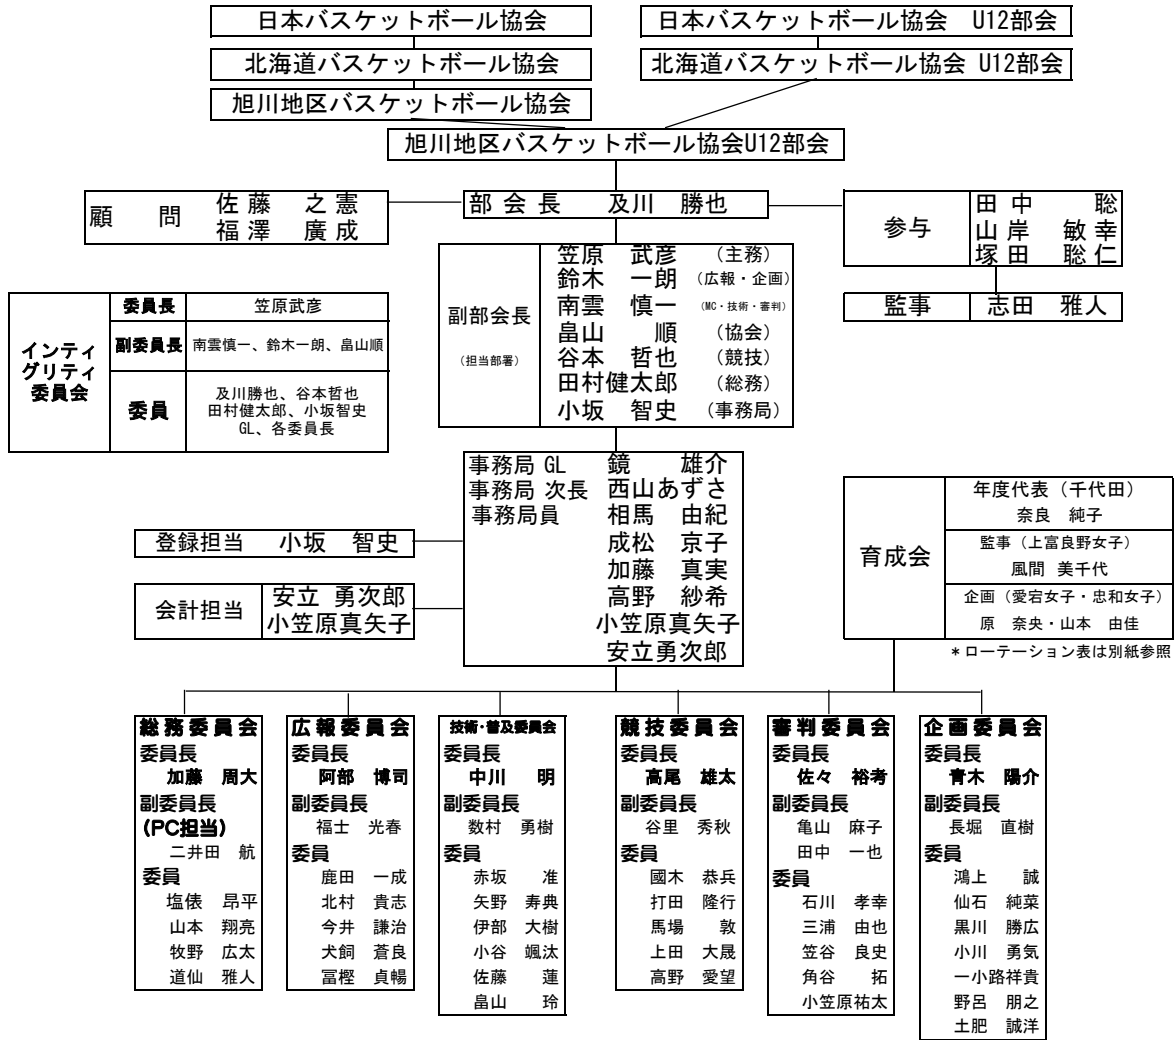 日本バスケットボール協会
日本バスケットボール協会 U12部会
北海道バスケットボール協会
北海道バスケットボール協会 U12部会
旭川地区バスケットボール協会
旭川地区バスケットボール協会U12部会
顧 問
佐藤 之憲
福澤 廣成
部会長 及川 勝也
参与
田中 聡
山岸 敏幸
塚田 聡仁
監事 志田 雅人
副部会長
(担当部署)
笠原 武彦 (主務)
鈴木 一朗 (広報・企画)
南雲 慎一 (MC・技術・審判)
畠山 順 (協会)
谷本 哲也 (競技)
田村健太郎 (総務)
小坂 智史 (事務局)
インティ
グリティ
委員会
委員長 笠原武彦
副委員長 南雲慎一、鈴木一朗、畠山順
委員
及川勝也、谷本哲也
田村健太郎、小坂智史
GL、各委員長
事務局 GL 鏡 雄介
事務局 次長 西山あずさ
事務局員 相馬 由紀
成松 京子
加藤 真実
高野 紗希
小笠原真矢子
安立勇次郎
登録担当 小坂 智史
会計担当
安立 勇次郎
小笠原真矢子
育成会
年度代表(千代田)
奈良 純子
監事(上富良野女子)
風間 美千代
企画(愛宕女子・忠和女子)
原 奈央・山本 由佳
*ローテーション表は別紙参照
総務委員会
委員長
加藤 周大
副委員長
(PC担当)
二井田 航
委員
塩俵 昂平
山本 翔亮
牧野 広太
道仙 雅人
広報委員会
委員長
阿部 博司
副委員長
福士 光春
委員
鹿田 一成
北村 貴志
今井 謙治
犬飼 蒼良
冨樫 貞暢
技術・普及委員会
委員長
中川 明
副委員長
数村 勇樹
委員
赤坂 准
矢野 寿典
伊部 大樹
小谷 颯汰
佐藤 蓮
畠山 玲
競技委員会
委員長
高尾 雄太
副委員長
谷里 秀秋
委員
國木 恭兵
打田 隆行
馬場 敦
上田 大晟
高野 愛望
審判委員会
委員長
佐々 裕考
副委員長
亀山 麻子
田中 一也
委員
石川 孝幸
三浦 由也
笠谷 良史
角谷 拓
小笠原祐太
企画委員会
委員長
青木 陽介
副委員長
長堀 直樹
委員
鴻上 誠
仙石 純菜
黒川 勝広
小川 勇気
一小路祥貴
野呂 朋之
土肥 誠洋